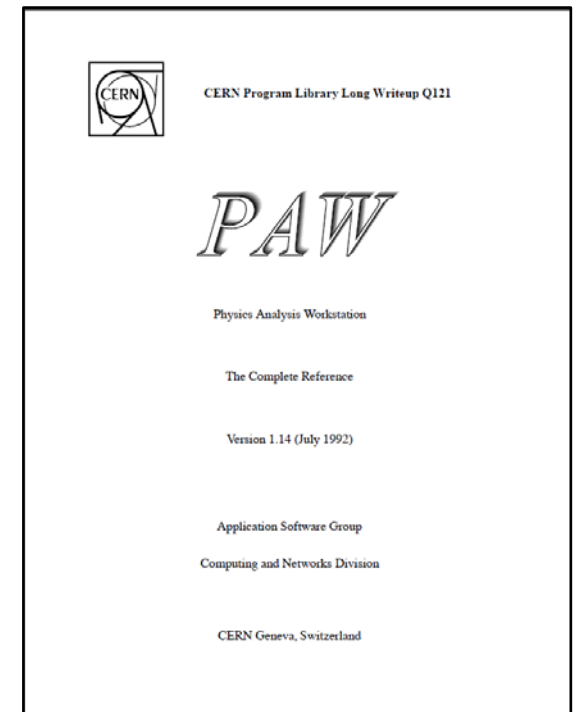 CERN
CERN Program Library Long Writeup Q121
PAW
Physics Analysis Workstation
The Complete Reference
Version 1.14 (July 1992)
Application Software Group
Computing and Networks Division
CERN Geneva, Switzerland